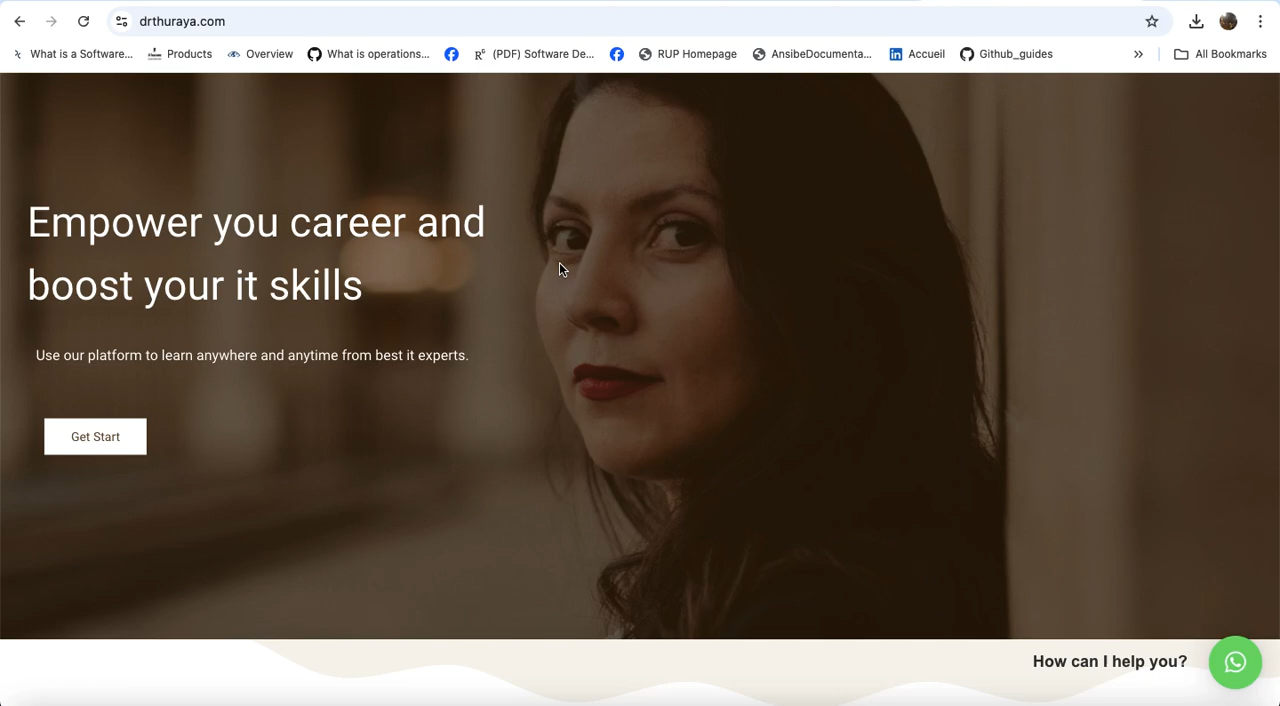 drthuraya.com
What is a Software...
Products
Overview
What is operations...
(PDF) Software De...
RUP Homepage
AnsibeDocumenta...
Accueil
Github_guides
All Bookmarks
Empower you career and
boost your it skills
Use our platform to learn anywhere and anytime from best it experts.
Get Start
How can I help you?